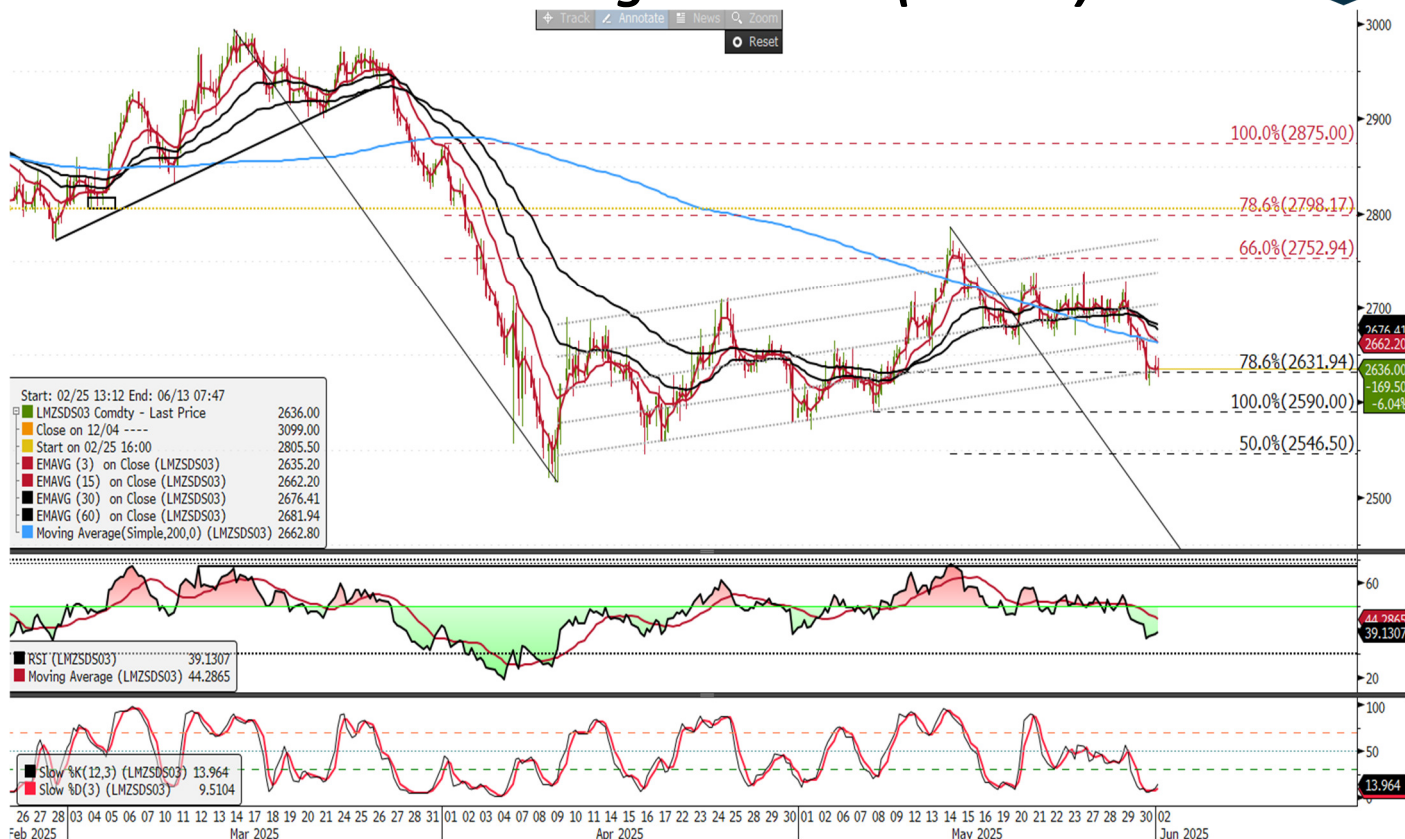 Track Annotate News Zoom
Reset
3000
2900
2800
2700
2500
100.0%(2875.00)
78.6%(2798.17)
66.0%(2752.94)
78.6%(2631.94)
100.0%(2590.00)
50.0%(2546.50)
2676.41
2662.20
2636.00
-169.50
-6.04%
Start: 02/25 13:12 End: 06/13 07:47
LMZSDS03 Comdty - Last Price 2636.00
Close on 12/04 ---- 3099.00
Start on 02/25 16:00 2805.50
EMAVG (3) on Close (LMZSDS03) 2635.20
EMAVG (15) on Close (LMZSDS03) 2662.20
EMAVG (30) on Close (LMZSDS03) 2676.41
EMAVG (60) on Close (LMZSDS03) 2681.94
Moving Average(Simple,200,0) (LMZSDS03) 2662.80
60
44.2865
39.1307
20
RSI (LMZSDS03) 39.1307
Moving Average (LMZSDS03) 44.2865
100
50
13.964
0
Slow %K(12,3) (LMZSDS03) 13.964
Slow %D(3) (LMZSDS03) 9.5104
26 27 28 03 04 05 06 07 10 11 12 13 14 17 18 19 20 21 24 25 26 27 28 31 01 02 03 04 07 08 09 10 11 14 15 16 17 22 23 24 25 28 29 30 01 02 06 07 08 09 12 13 14 15 16 19 20 21 22 23 27 28 29 30 02
Feb 2025 Mar 2025 Apr 2025 May 2025 Jun 2025